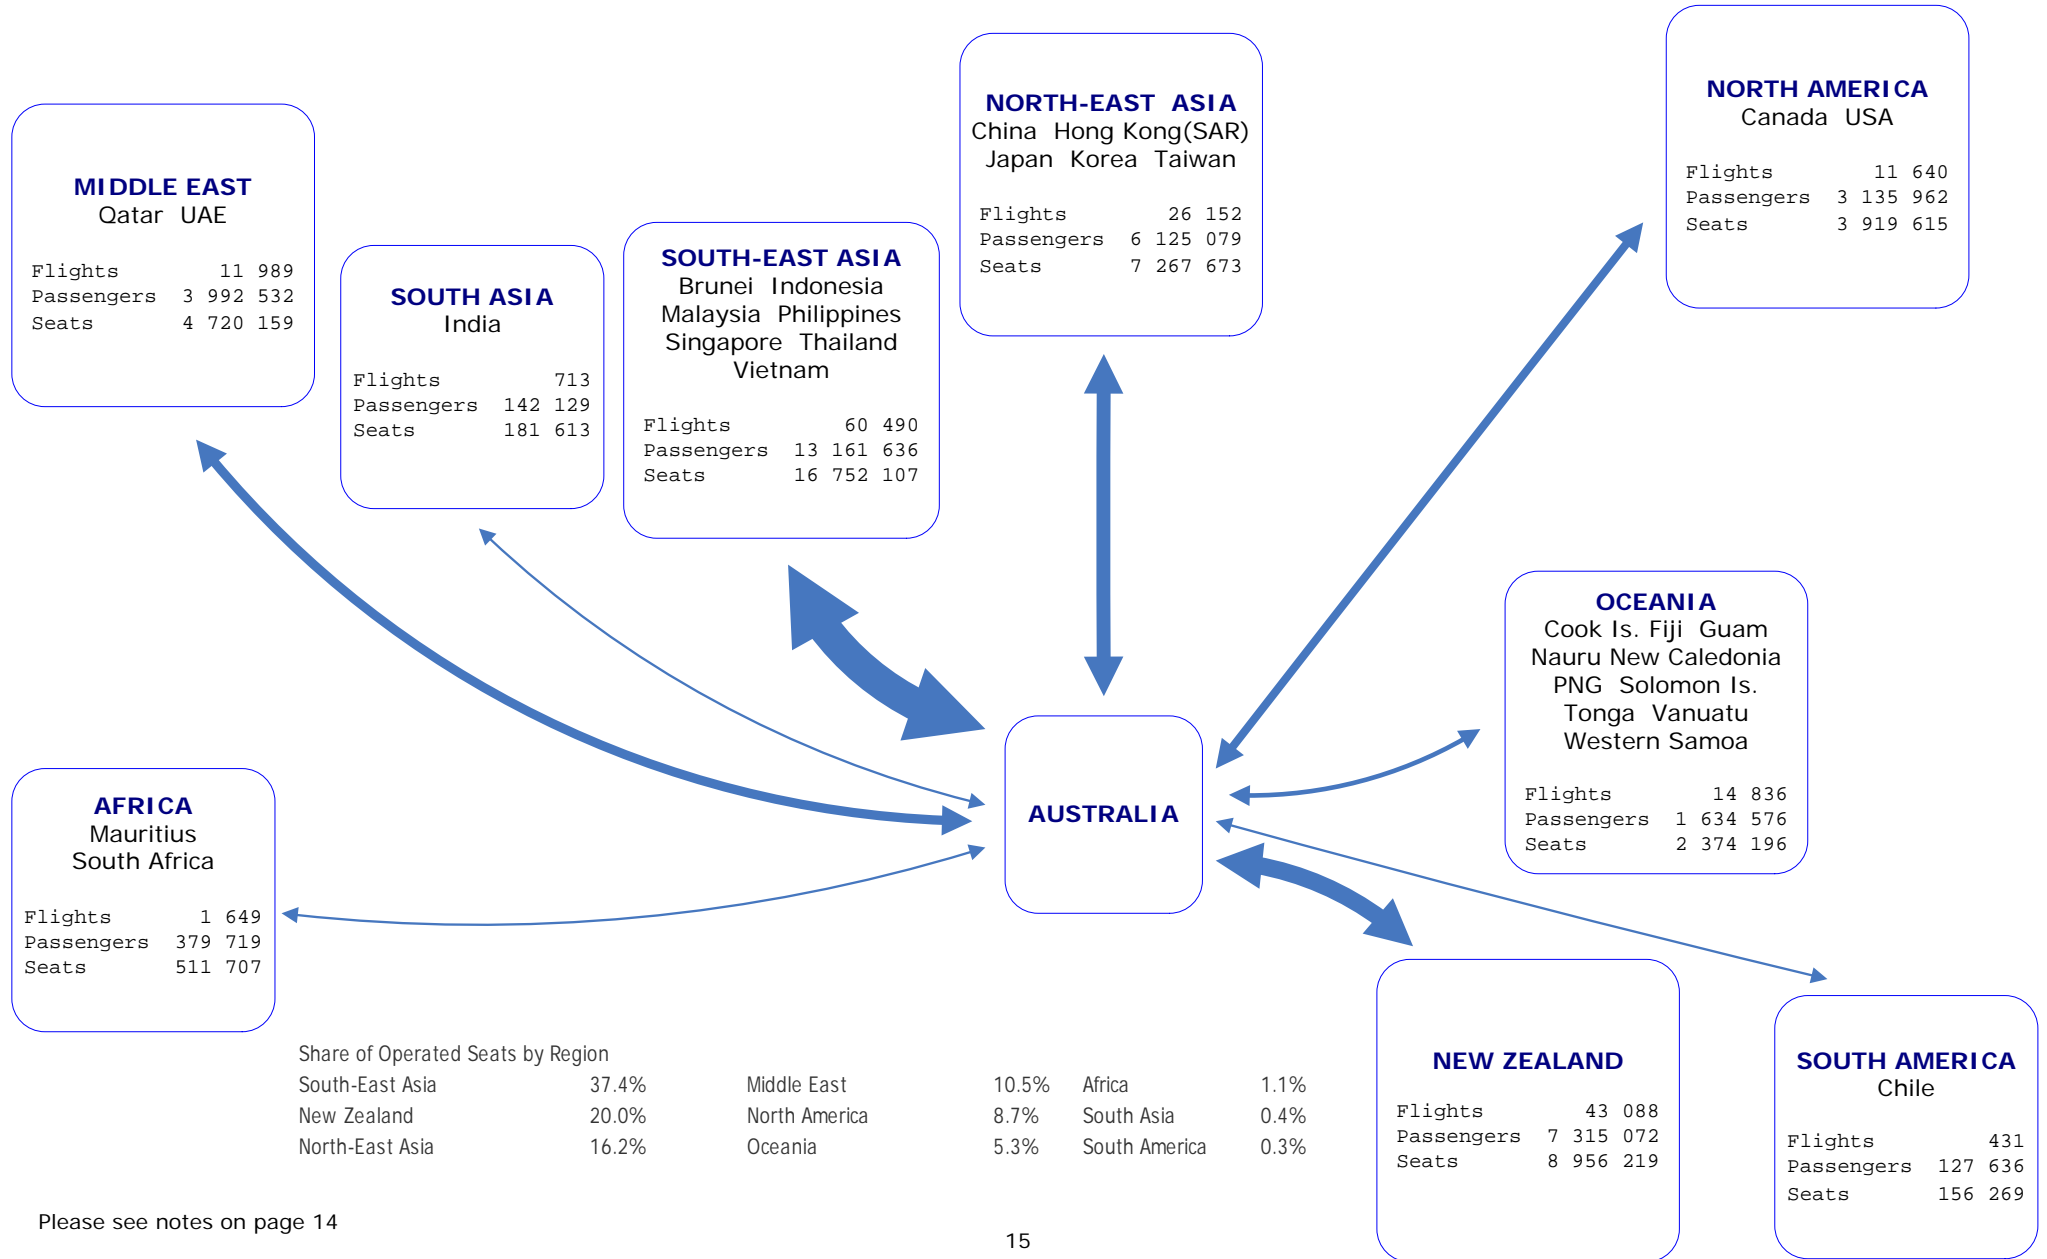 NORTH AMERICA
Canada USA
Flights 11 640
Passengers 3 135 962
Seats 3 919 615
NORTH-EAST ASIA
China Hong Kong(SAR)
Japan Korea Taiwan
Flights 26 152
Passengers 6 125 079
Seats 7 267 673
MIDDLE EAST
Qatar UAE
Flights 11 989
Passengers 3 992 532
Seats 4 720 159
SOUTH ASIA
India
Flights 713
Passengers 142 129
Seats 181 613
SOUTH-EAST ASIA
Brunei Indonesia
Malaysia Philippines
Singapore Thailand
Vietnam
Flights 60 490
Passengers 13 161 636
Seats 16 752 107
OCEANIA
Cook Is. Fiji Guam
Nauru New Caledonia
PNG Solomon Is.
Tonga Vanuatu
Western Samoa
Flights 14 836
Passengers 1 634 576
Seats 2 374 196
AUSTRALIA
AFRICA
Mauritius
South Africa
Flights 1 649
Passengers 379 719
Seats 511 707
NEW ZEALAND
Flights 43 088
Passengers 7 315 072
Seats 8 956 219
SOUTH AMERICA
Chile
Flights 431
Passengers 127 636
Seats 156 269
Share of Operated Seats by Region
South-East Asia 37.4% Middle East 10.5% Africa 1.1%
New Zealand 20.0% North America 8.7% South Asia 0.4%
North-East Asia 16.2% Oceania 5.3% South America 0.3%
Please see notes on page 14
15